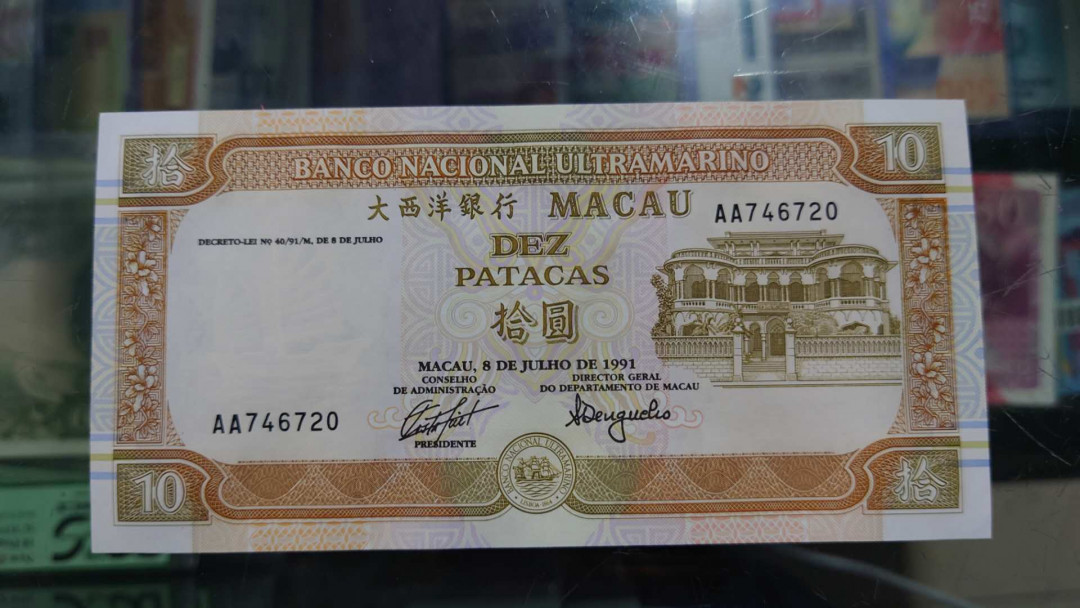 拾 BANCO NACIONAL ULTRAMARINO 10
大西洋銀行 MACAU AA746720
DECRETO-LEI Nº 40/91/M, DE 8 DE JULHO
DEZ
PATACAS
拾圓
MACAU, 8 DE JULHO DE 1991
CONSELHO DE ADMINISTRAÇÃO
DIRECTOR GERAL DO DEPARTAMENTO DE MACAU
AA746720
PRESIDENTE
BANCO NACIONAL ULTRAMARINO
10 拾